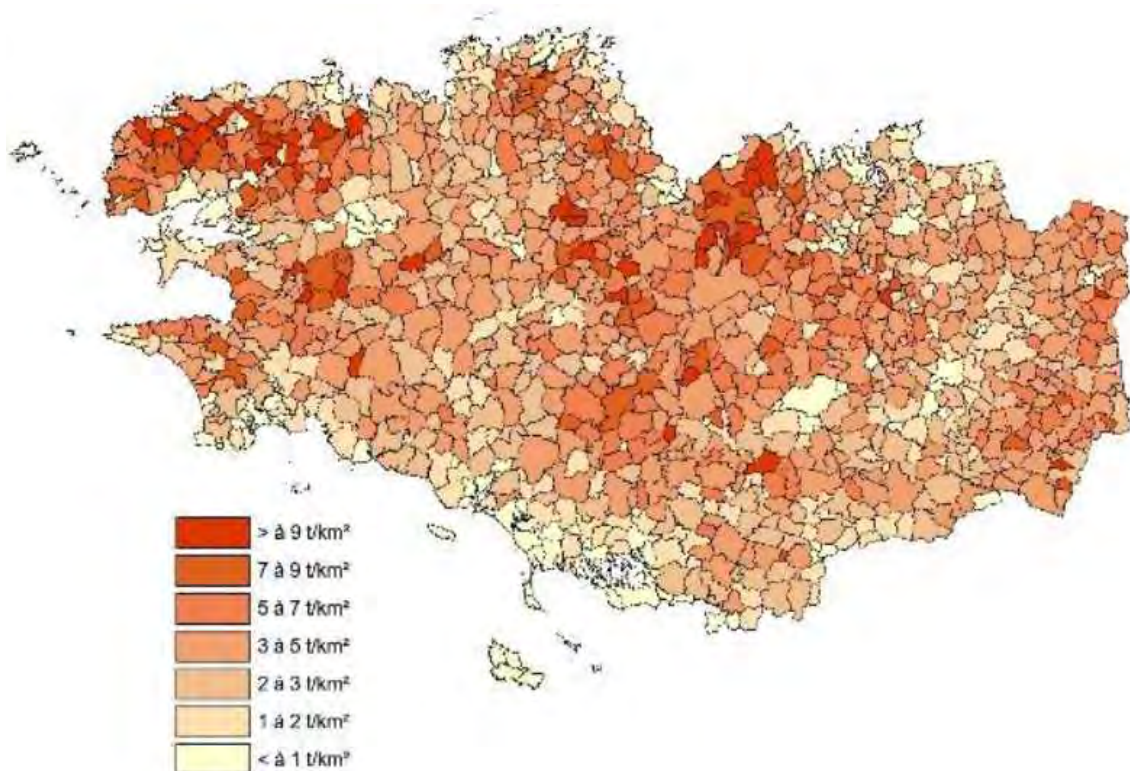 > à 9 t/km²
7 à 9 t/km²
5 à 7 t/km²
3 à 5 t/km²
2 à 3 t/km²
1 à 2 t/km²
< à 1 t/km²